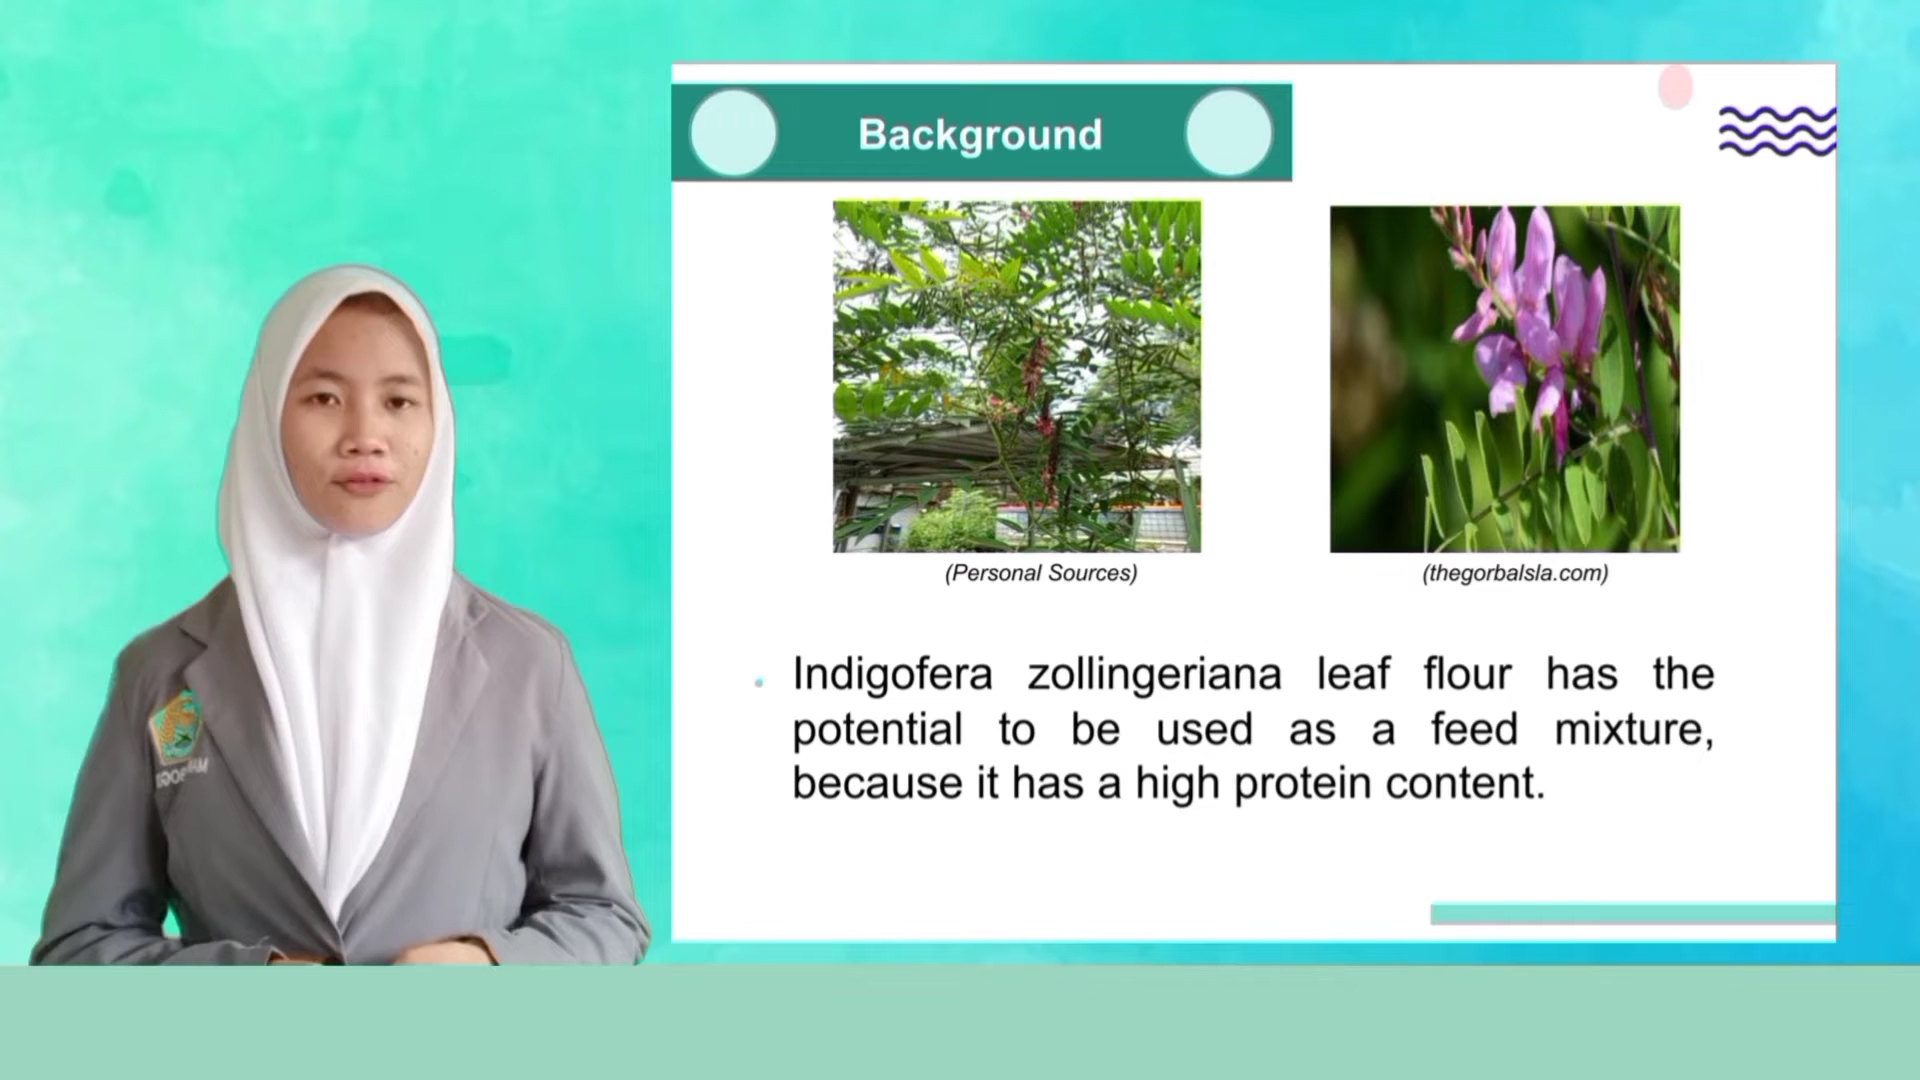 Background
(Personal Sources)
(thegorbalsla.com)
Indigofera zollingeriana leaf flour has the
potential to be used as a feed mixture,
because it has a high protein content.